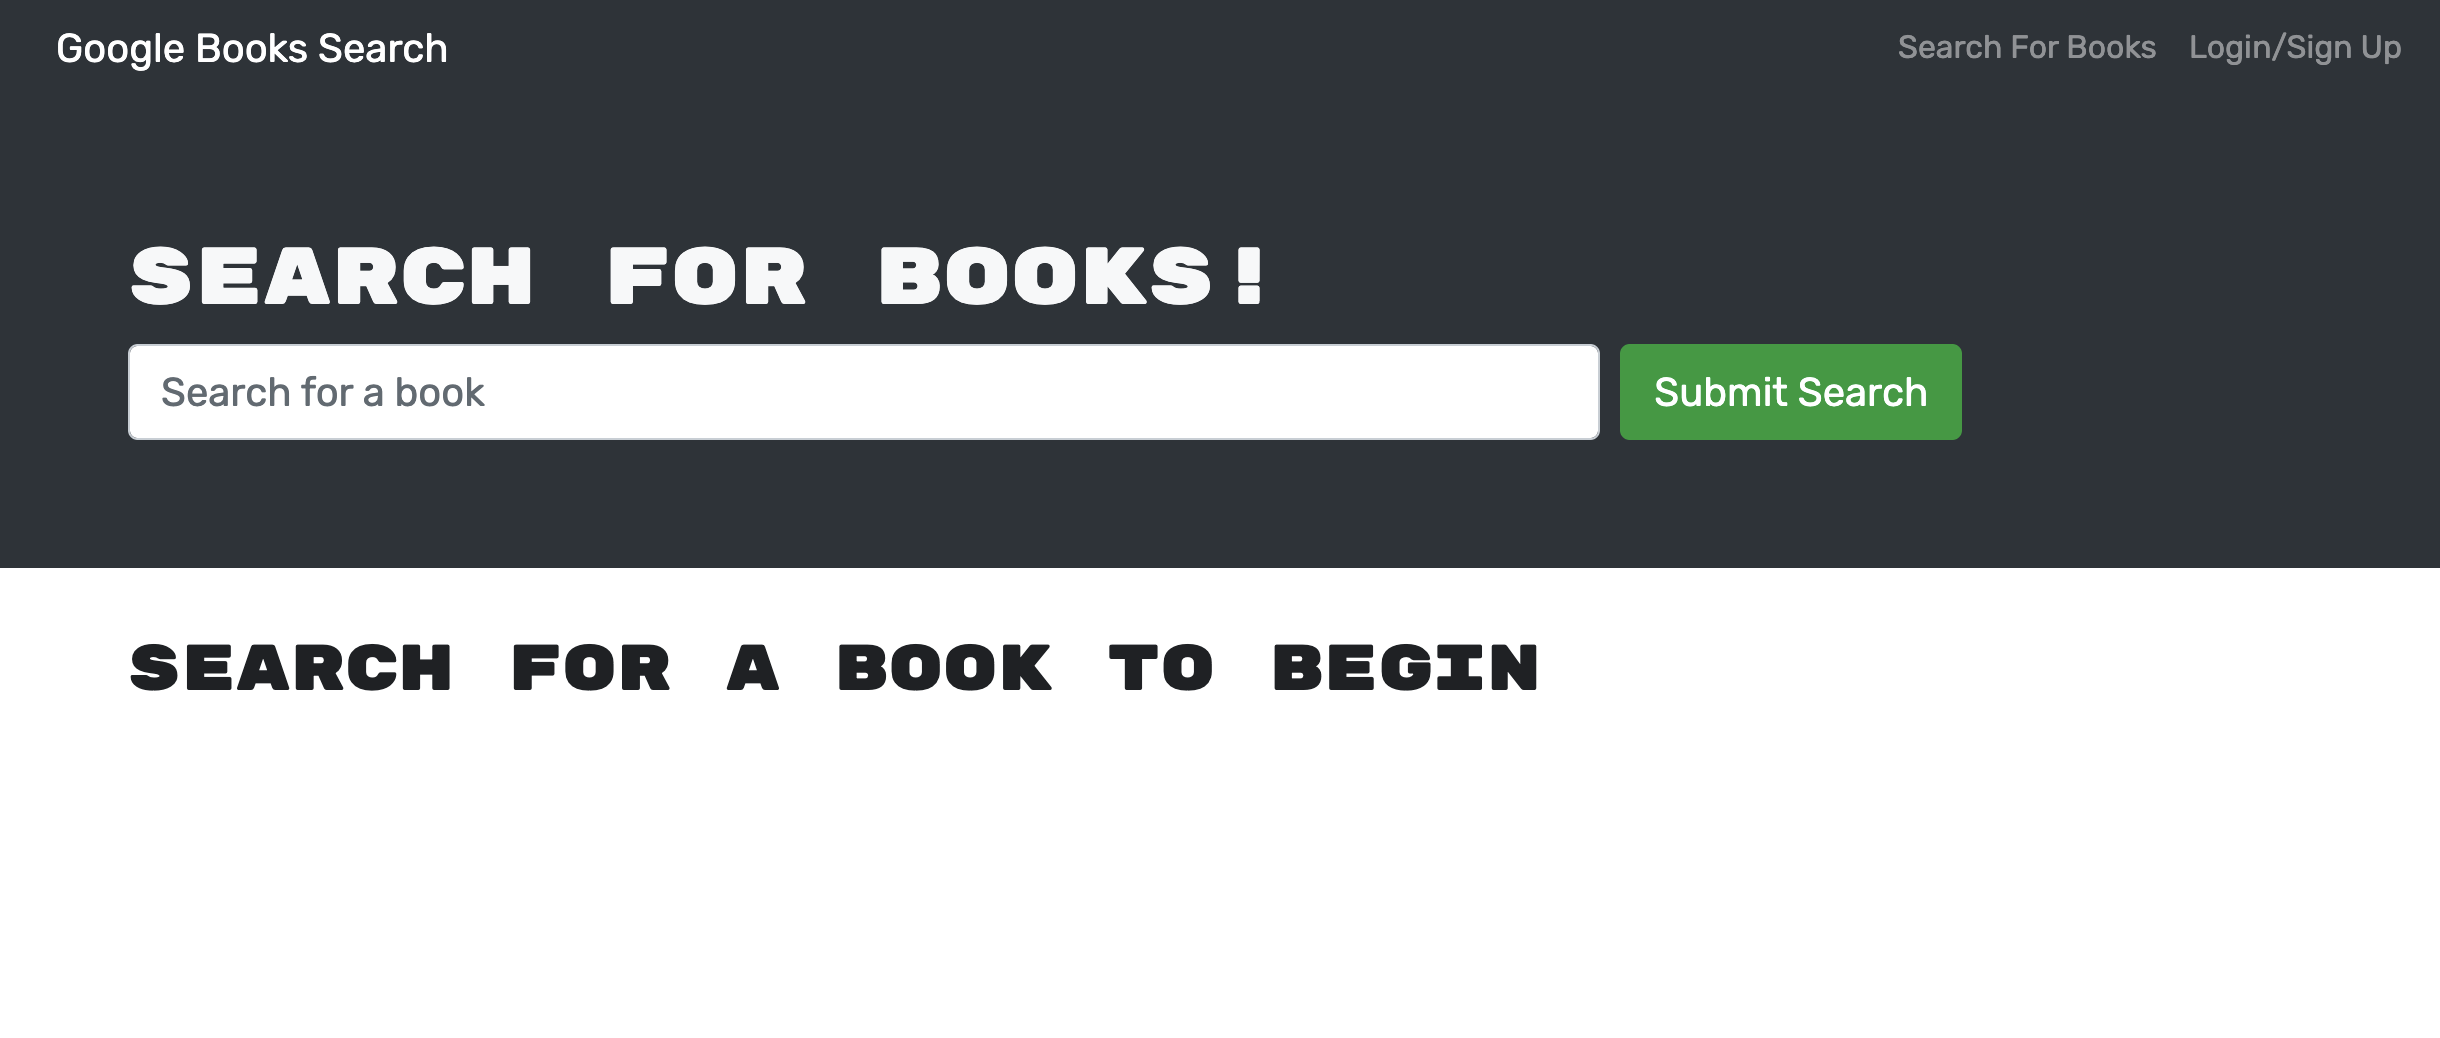 Google Books Search
Search For Books
Login/Sign Up
SEARCH FOR BOOKS!
Search for a book
Submit Search
SEARCH FOR A BOOK TO BEGIN